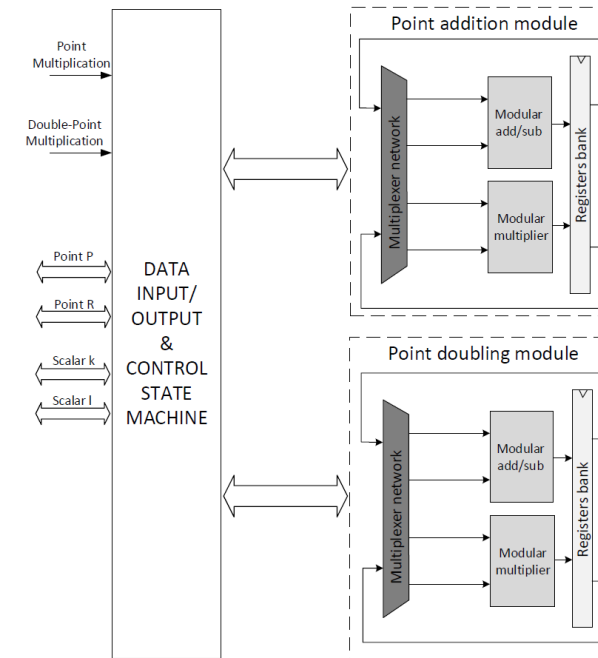 Point
Multiplication
Double-Point
Multiplication
Point P
Point R
Scalar k
Scalar l
DATA
INPUT/
OUTPUT
&
CONTROL
STATE
MACHINE
Point addition module
Multiplexer network
Modular
add/sub
Modular
multiplier
Registers bank
Point doubling module
Multiplexer network
Modular
add/sub
Modular
multiplier
Registers bank